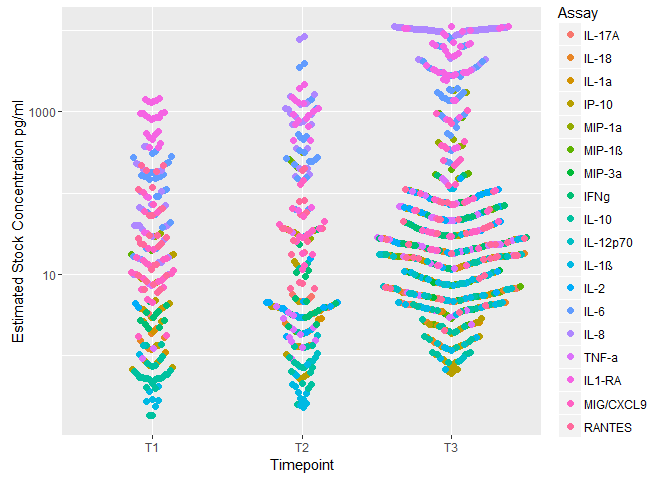 Estimated Stock Concentration pg/ml
1000
10
T1
T2
T3
Timepoint
Assay
IL-17A
IL-18
IL-1a
IP-10
MIP-1a
MIP-1ß
MIP-3a
IFNg
IL-10
IL-12p70
IL-1ß
IL-2
IL-6
IL-8
TNF-a
IL1-RA
MIG/CXCL9
RANTES